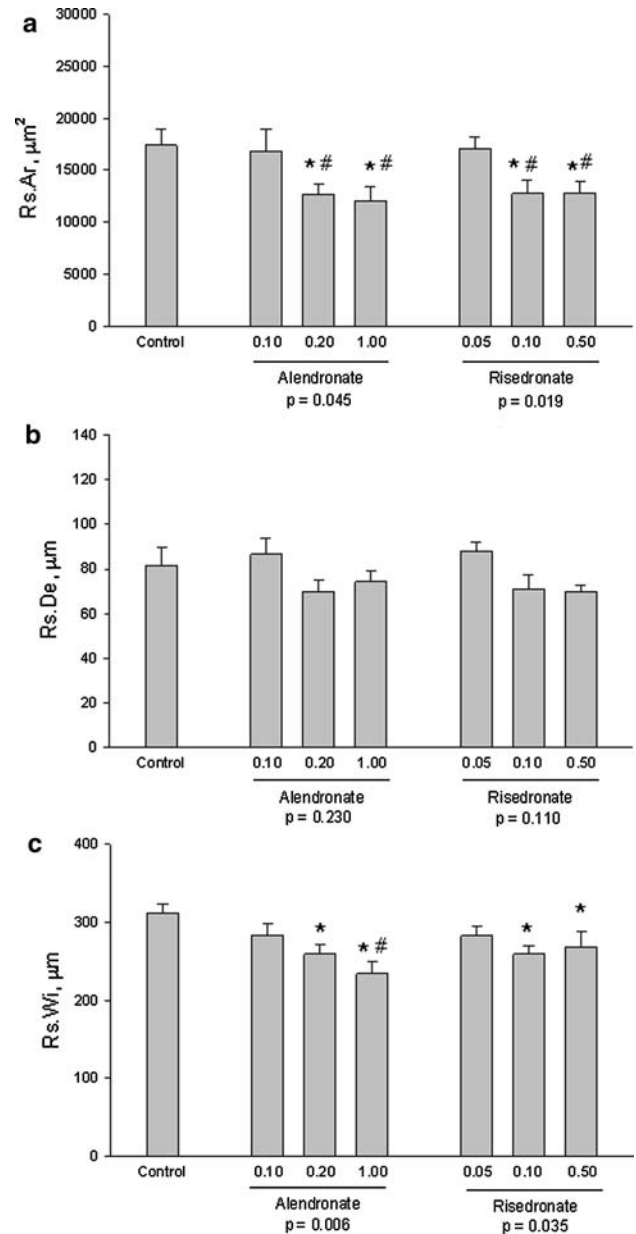 a
30000
25000
20000
15000
10000
5000
0
Rs.Ar, μm²
* #
* #
* #
* #
Control
0.10 0.20 1.00
0.05 0.10 0.50
Alendronate
p = 0.045
Risedronate
p = 0.019
b
140
120
100
80
60
40
20
0
Rs.De, μm
Control
0.10 0.20 1.00
0.05 0.10 0.50
Alendronate
p = 0.230
Risedronate
p = 0.110
c
400
300
200
100
0
Rs.Wi, μm
*
* #
*
*
Control
0.10 0.20 1.00
0.05 0.10 0.50
Alendronate
p = 0.006
Risedronate
p = 0.035